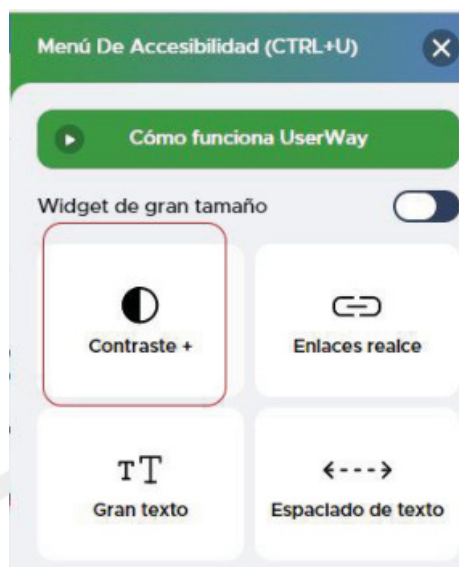 Menú De Accesibilidad (CTRL+U)
Cómo funciona UserWay
Widget de gran tamaño
Contraste +
Enlaces realce
Gran texto
Espaciado de texto